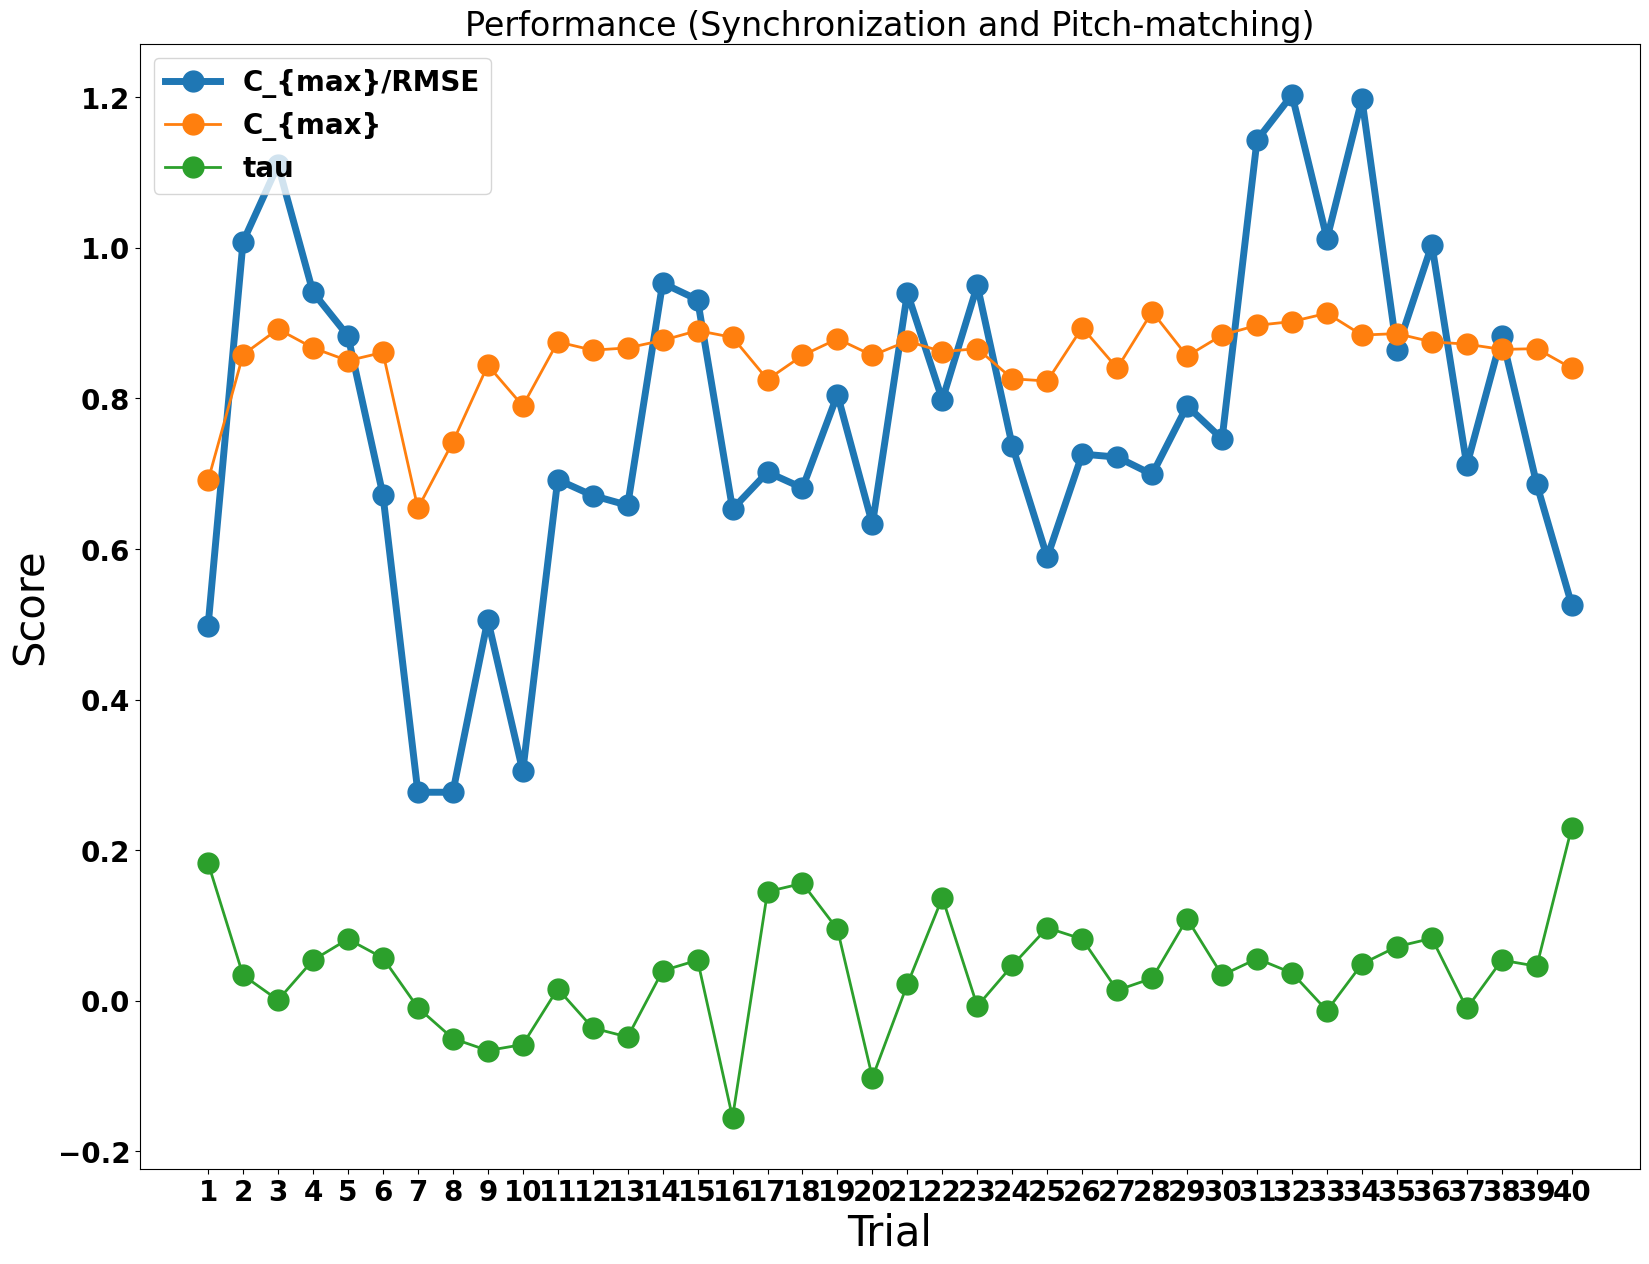 Performance (Synchronization and Pitch-matching)
C_{max}/RMSE
C_{max}
tau
1.2
1.0
0.8
0.6
0.4
0.2
0.0
−0.2
Score
1 2 3 4 5 6 7 8 9 10 11 12 13 14 15 16 17 18 19 20 21 22 23 24 25 26 27 28 29 30 31 32 33 34 35 36 37 38 39 40
Trial